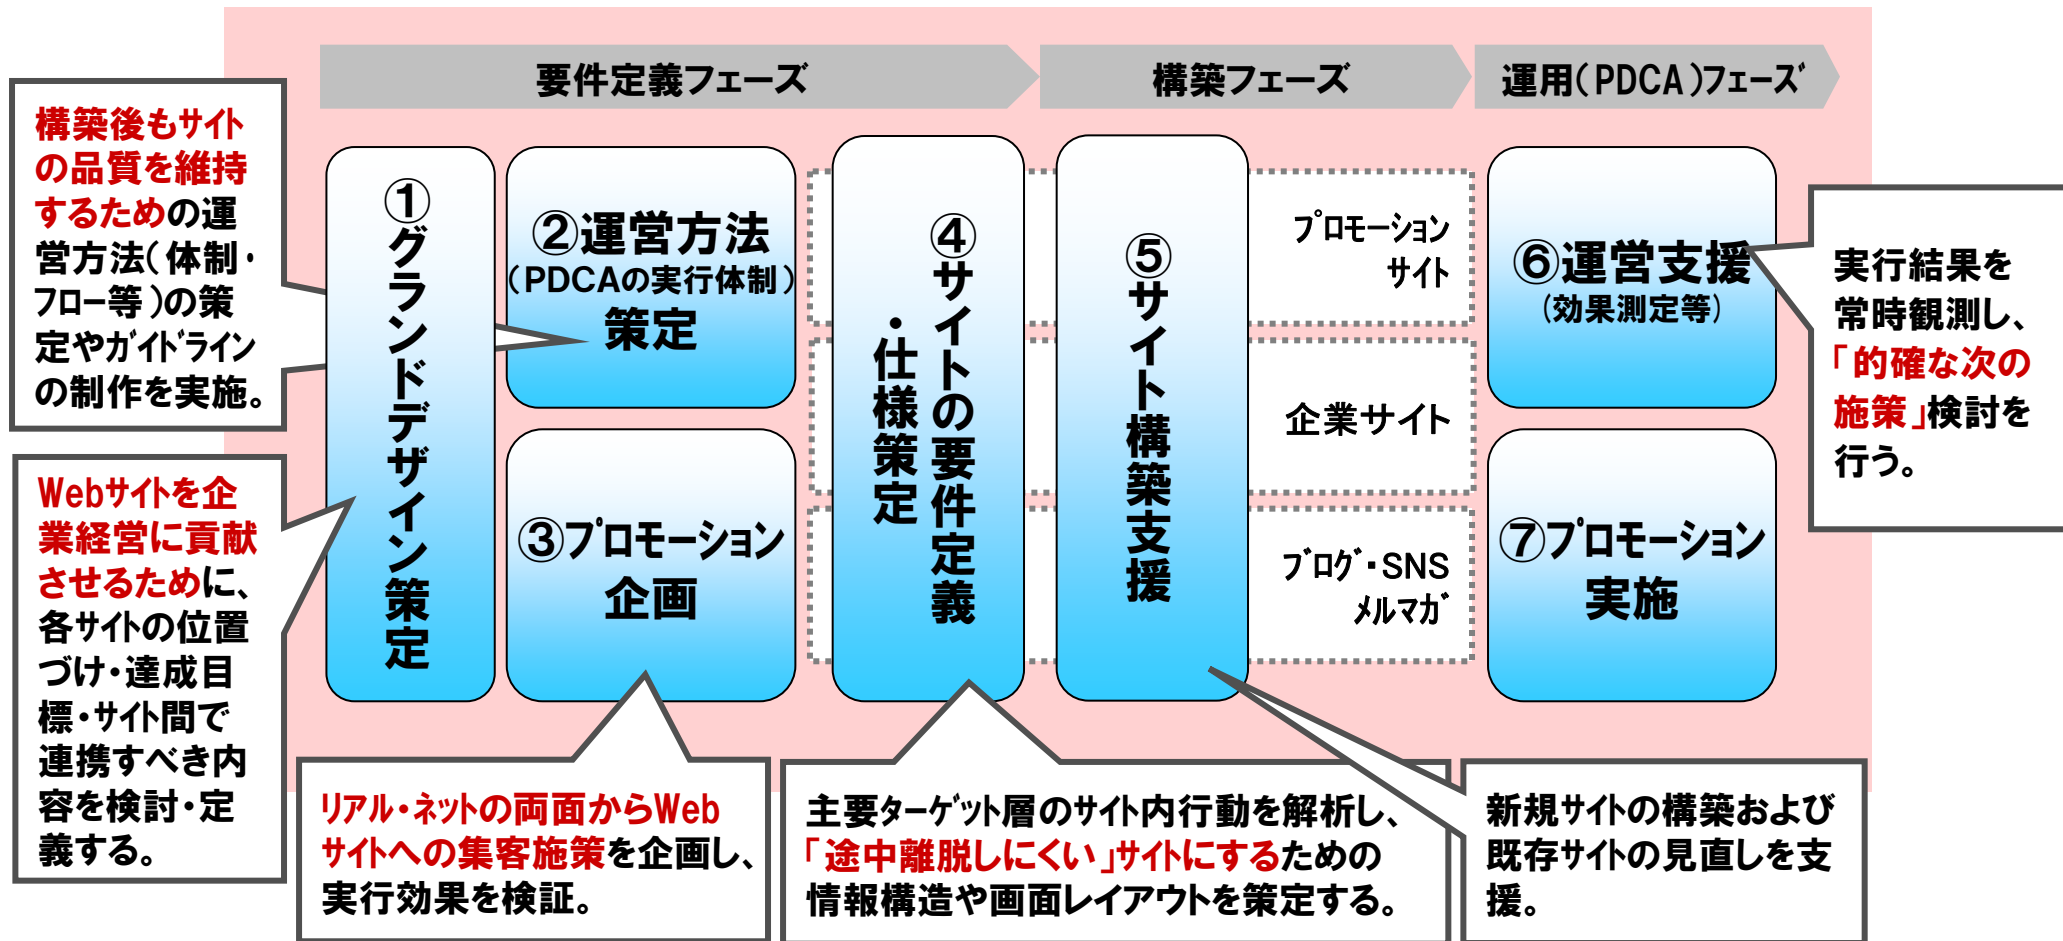 要件定義フェーズ
構築フェーズ
運用(PDCA)フェーズ
構築後もサイト
の品質を維持
するための運
営方法(体制・
フロー等)の策
定やガイドライン
の制作を実施。
Webサイトを企
業経営に貢献
させるために、
各サイトの位置
づけ・達成目
標・サイト間で
連携すべき内
容を検討・定
義する。
①グランドデザイン策定
②運営方法
(PDCAの実行体制)
策定
③プロモーション
企画
④サイトの要件定義
・仕様策定
⑤サイト構築支援
プロモーション
サイト
企業サイト
ブログ・SNS
メルマガ
⑥運営支援
(効果測定等)
⑦プロモーション
実施
実行結果を
常時観測し、
「的確な次の
施策」検討を
行う。
リアル・ネットの両面からWeb
サイトへの集客施策を企画し、
実行効果を検証。
主要ターゲット層のサイト内行動を解析し、
「途中離脱しにくい」サイトにするための
情報構造や画面レイアウトを策定する。
新規サイトの構築および
既存サイトの見直しを支
援。